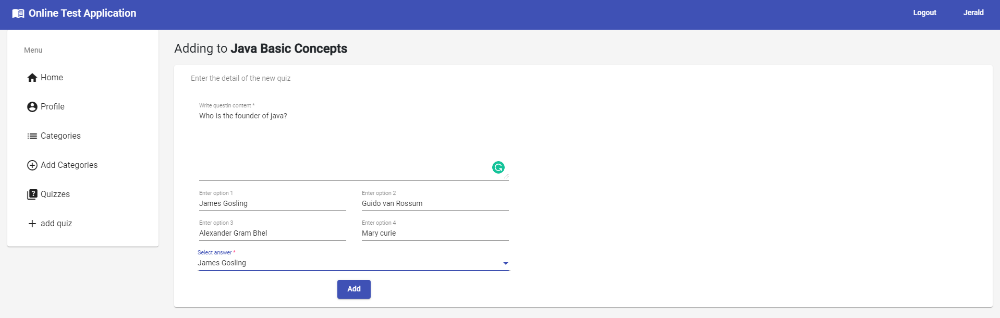 Online Test Application
Logout
Jerald
Menu
Home
Profile
Categories
Add Categories
Quizzes
add quiz
Adding to Java Basic Concepts
Enter the detail of the new quiz
Write questin content *
Who is the founder of java?
Enter option 1
James Gosling
Enter option 2
Guido van Rossum
Enter option 3
Alexander Gram Bhel
Enter option 4
Mary curie
Select answer *
James Gosling
Add